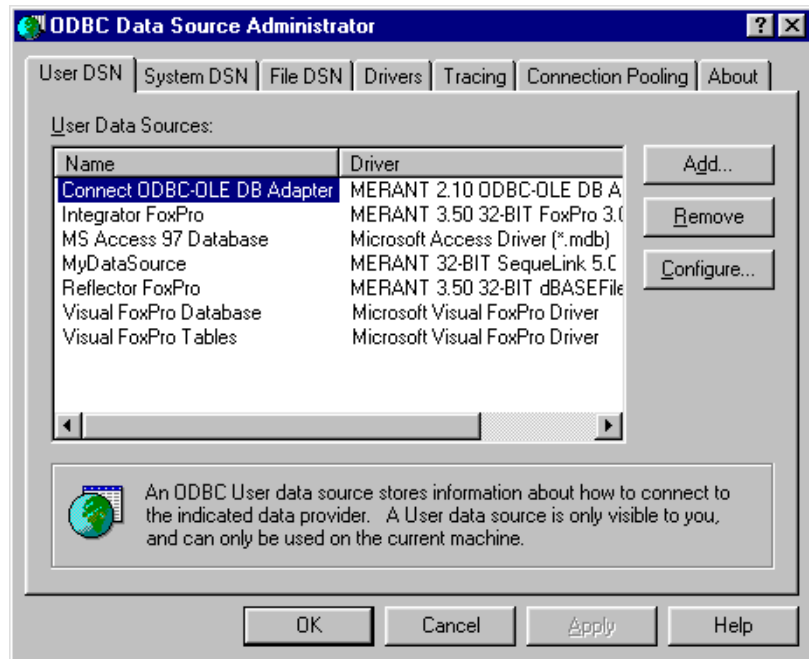 ODBC Data Source Administrator
User DSN System DSN File DSN Drivers Tracing Connection Pooling About
User Data Sources:
Name Driver
Connect ODBC-OLE DB Adapter MERANT 2.10 ODBC-OLE DB A
Integrator FoxPro MERANT 3.50 32-BIT FoxPro 3.0
MS Access 97 Database Microsoft Access Driver (*.mdb)
MyDataSource MERANT 32-BIT SequeLink 5.0
Reflector FoxPro MERANT 3.50 32-BIT dBASEFile
Visual FoxPro Database Microsoft Visual FoxPro Driver
Visual FoxPro Tables Microsoft Visual FoxPro Driver
Add...
Remove
Configure...
An ODBC User data source stores information about how to connect to
the indicated data provider. A User data source is only visible to you,
and can only be used on the current machine.
OK Cancel Apply Help